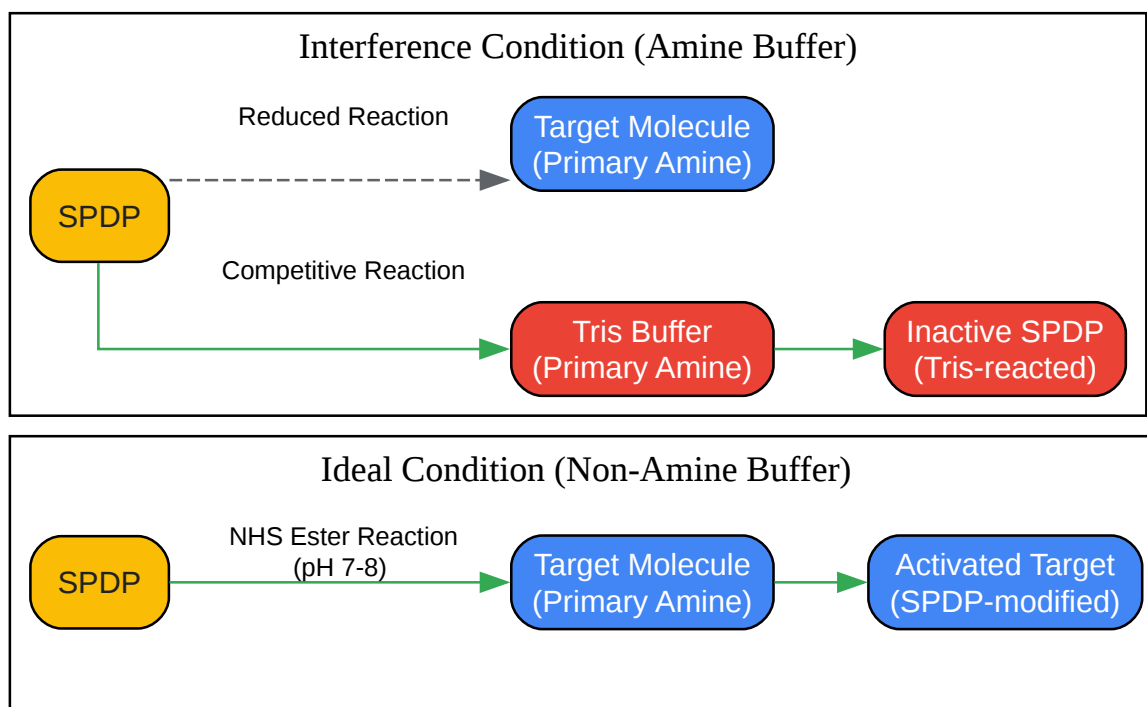 Interference Condition (Amine Buffer)
Reduced Reaction
Target Molecule
(Primary Amine)
SPDP
Competitive Reaction
Tris Buffer
(Primary Amine)
Inactive SPDP
(Tris-reacted)
Ideal Condition (Non-Amine Buffer)
SPDP
NHS Ester Reaction
(pH 7-8)
Target Molecule
(Primary Amine)
Activated Target
(SPDP-modified)